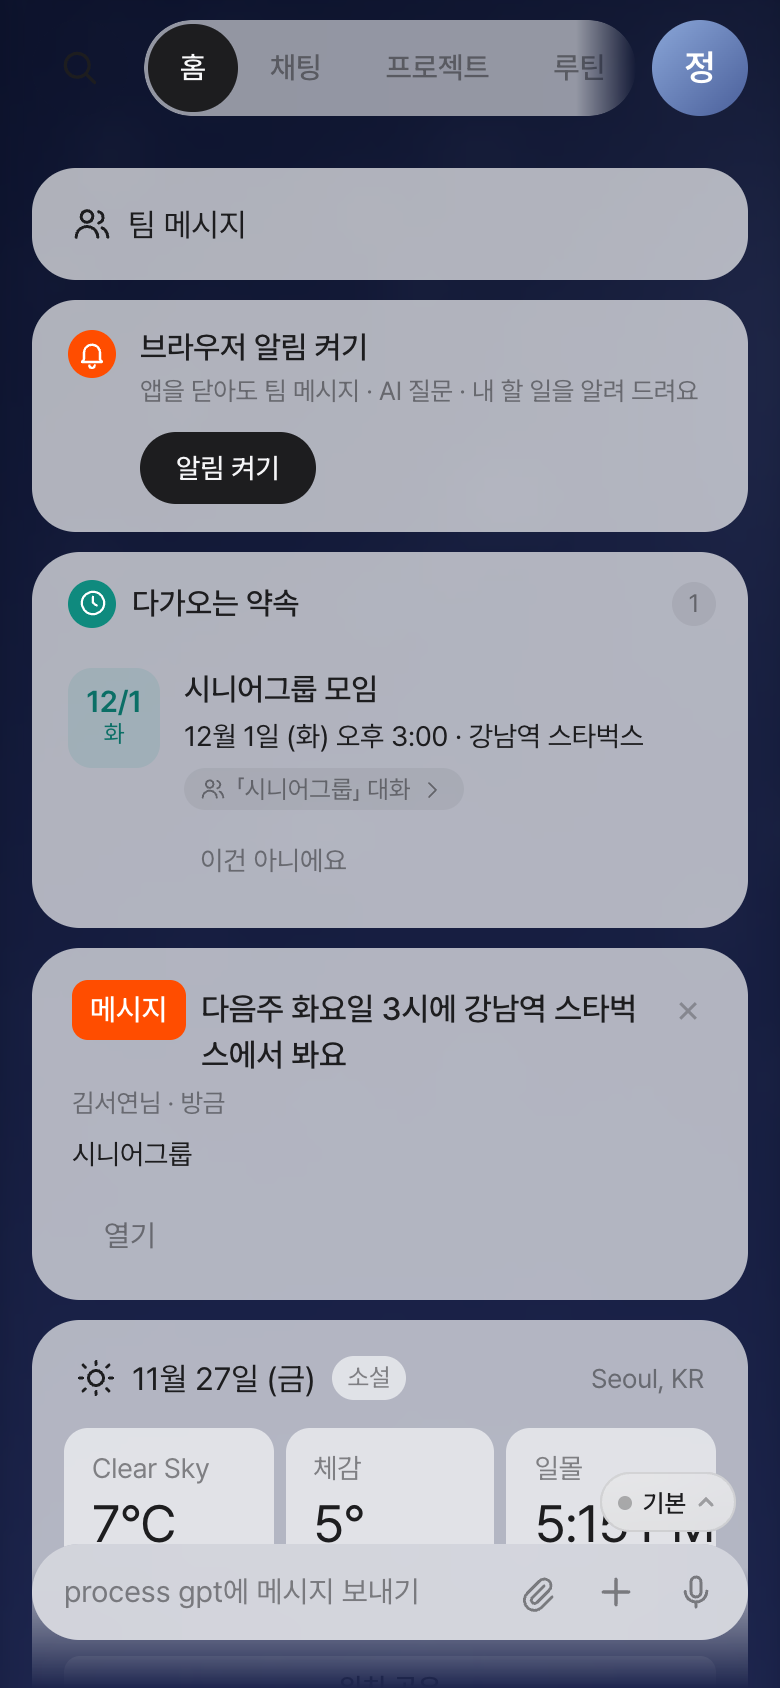 홈
채팅
프로젝트
루틴
정
팀 메시지
브라우저 알림 켜기
앱을 닫아도 팀 메시지 · AI 질문 · 내 할 일을 알려 드려요
알림 켜기
다가오는 약속
1
12/1
화
시니어그룹 모임
12월 1일 (화) 오후 3:00 · 강남역 스타벅스
「시니어그룹」 대화
이건 아니에요
메시지
다음주 화요일 3시에 강남역 스타벅
스에서 봐요
김서연님 · 방금
시니어그룹
열기
11월 27일 (금)
소설
Seoul, KR
Clear Sky
체감
일몰
7°C
5°
기본
process gpt에 메시지 보내기